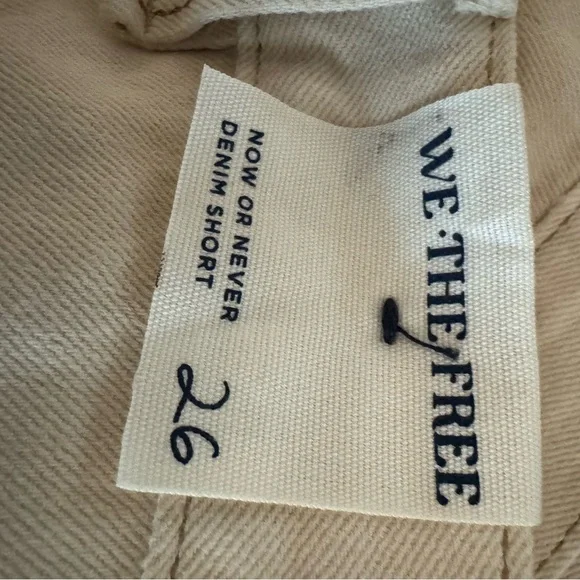 WE THE FREE
NOW OR NEVER
DENIM SHORT
26